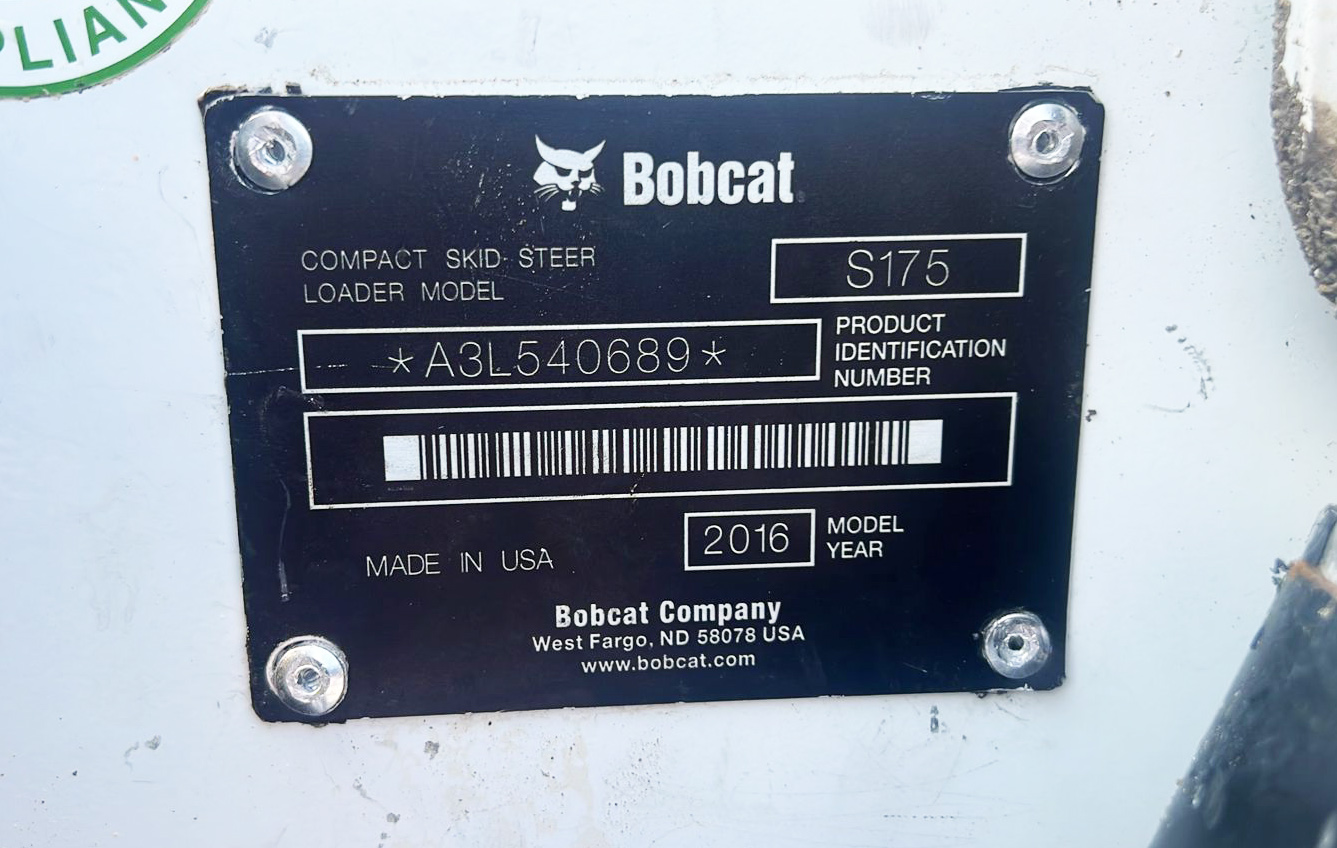 PLIAN
Bobcat
COMPACT SKID STEER
LOADER MODEL
S175
*A3L540689*
PRODUCT
IDENTIFICATION
NUMBER
MADE IN USA
2016
MODEL
YEAR
Bobcat Company
West Fargo, ND 58078 USA
www.bobcat.com